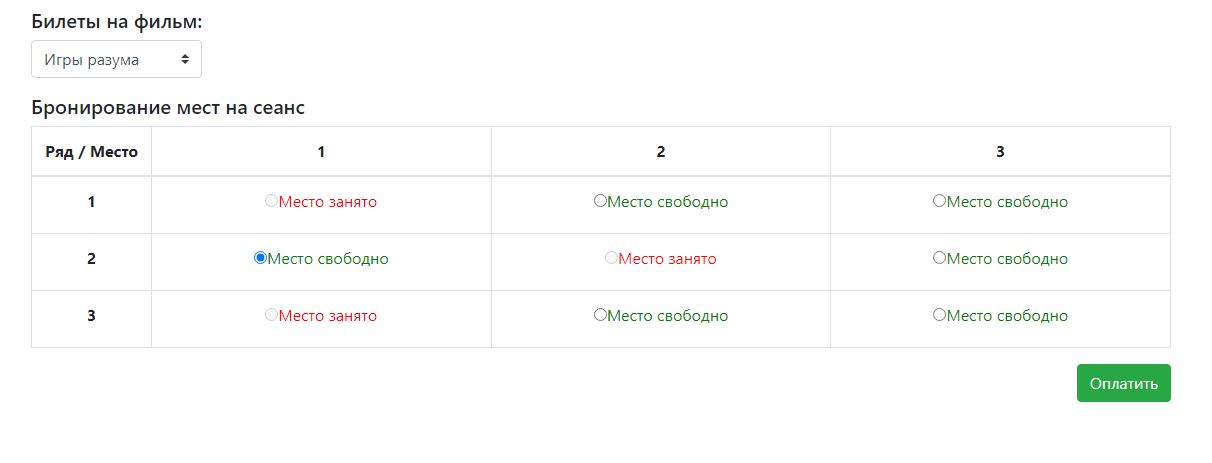 Билеты на фильм:
Игры разума
Бронирование мест на сеанс
Ряд / Место 1 2 3
1 Место занято Место свободно Место свободно
2 Место свободно Место занято Место свободно
3 Место занято Место свободно Место свободно
Оплатить